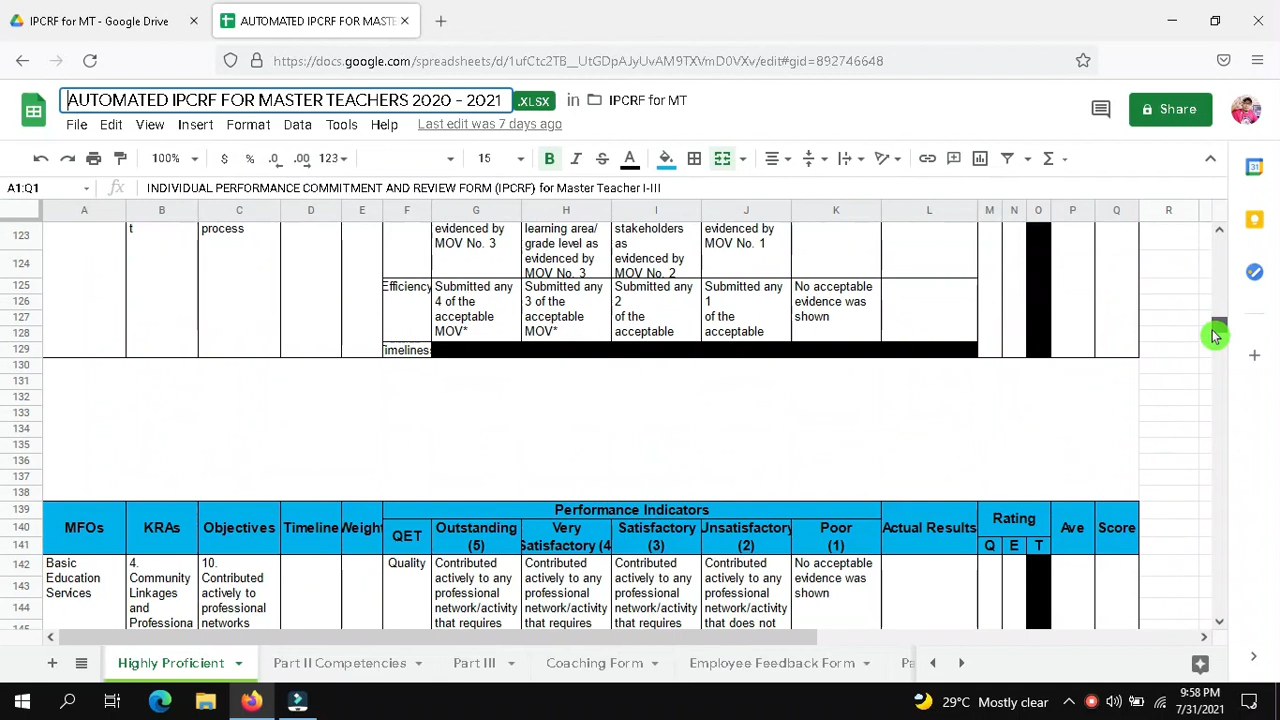 IPCRF for MT - Google Drive
AUTOMATED IPCRF FOR MASTE
https://docs.google.com/spreadsheets/d/1ufCtc2TB__UtGDpAJyUvAM9TXVmD0VXv/edit#gid=892746648
AUTOMATED IPCRF FOR MASTER TEACHERS 2020 - 2021 .XLSX in IPCRF for MT
Share
File Edit View Insert Format Data Tools Help Last edit was 7 days ago
100% $ % .0 .00 123 15 B I S A Σ
A1:Q1 fx INDIVIDUAL PERFORMANCE COMMITMENT AND REVIEW FORM (IPCRF) for Master Teacher I-III
A B C D E F G H I J K L M N O P Q R
123 t process evidenced by learning area/ stakeholders evidenced by
MOV No. 3 grade level as as MOV No. 1
124 evidenced by evidenced by
MOV No. 3 MOV No. 2
125 Efficiency Submitted any Submitted any Submitted any Submitted any No acceptable
126 4 of the 3 of the 2 1 evidence was
127 acceptable acceptable of the of the shown
128 MOV* MOV* acceptable acceptable
129 Timeliness
130
131
132
133
134
135
136
137
138
139 Performance Indicators
140 MFOs KRAs Objectives Timeline Weight QET Outstanding Very Satisfactory Unsatisfactory Poor Actual Results Rating Ave Score
141 (5) Satisfactory (4 (3) (2) (1) Q E T
142 Basic 4. 10. Quality Contributed Contributed Contributed Contributed No acceptable
Education Community Contributed actively to any actively to any actively to any actively to any evidence was
143 Services Linkages actively to professional professional professional professional shown
144 and professional network/activity network/activity network/activity network/activity
145 Professiona networks that requires that requires that requires that does not
Highly Proficient Part II Competencies Part III Coaching Form Employee Feedback Form Pa
29°C Mostly clear
9:58 PM
7/31/2021
31